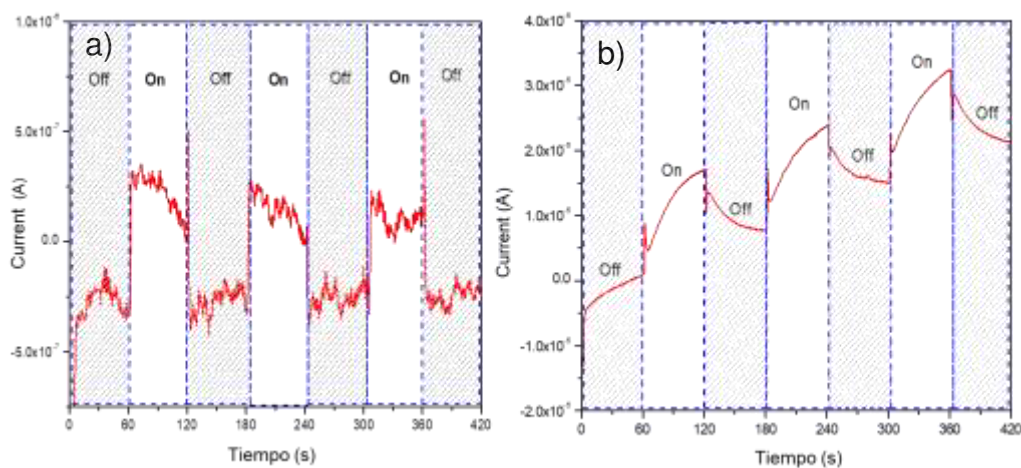 a)
1.0x10⁻⁶
5.0x10⁻⁷
0.0
-5.0x10⁻⁷
Current (A)
Off On Off On Off On Off
0 60 120 180 240 300 360 420
Tiempo (s)
b)
4.0x10⁻⁶
3.0x10⁻⁶
2.0x10⁻⁶
1.0x10⁻⁶
0.0
-1.0x10⁻⁶
-2.0x10⁻⁶
Current (A)
Off On Off On Off On Off
0 60 120 180 240 300 360 420
Tiempo (s)